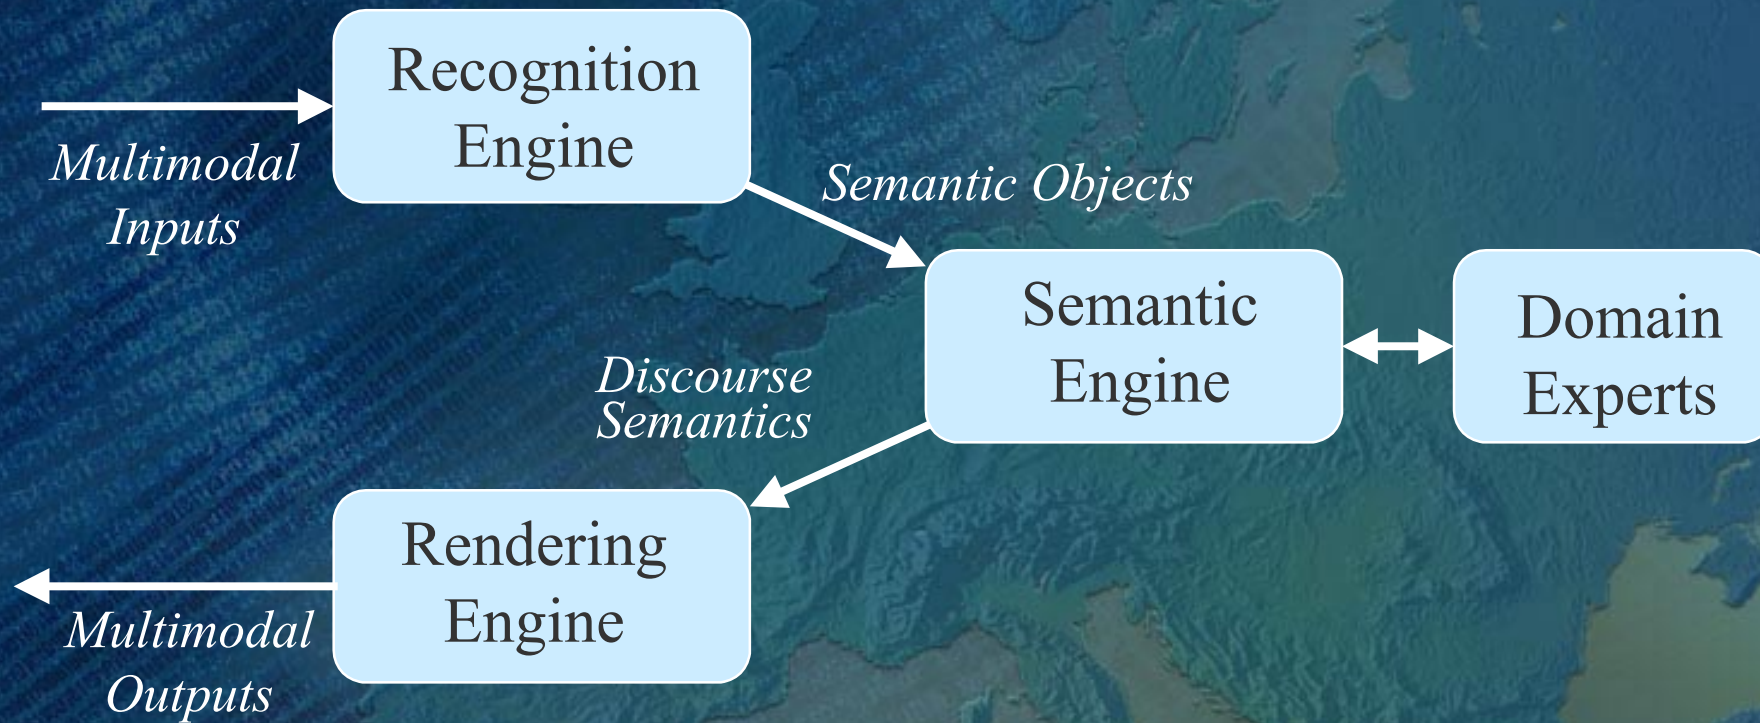 Recognition
Engine
Multimodal
Inputs
Semantic Objects
Semantic
Engine
Domain
Experts
Discourse
Semantics
Rendering
Engine
Multimodal
Outputs